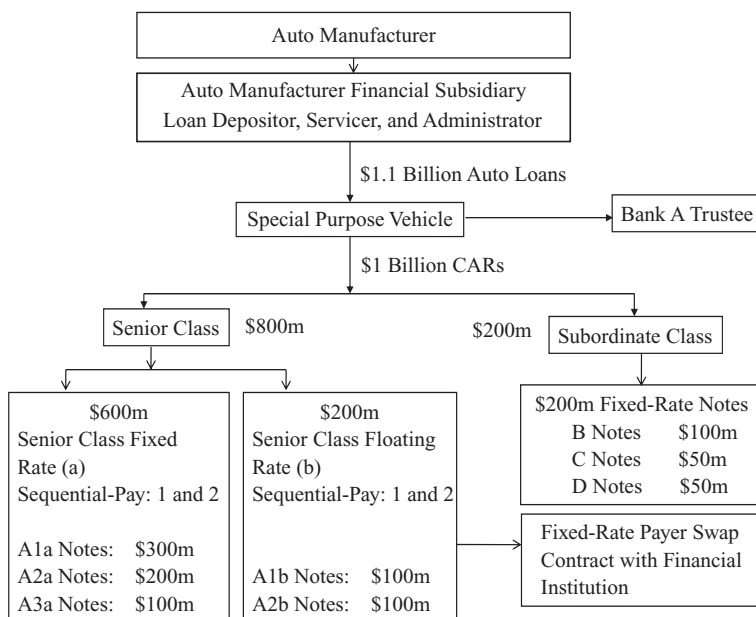 Auto Manufacturer
Auto Manufacturer Financial Subsidiary
Loan Depositor, Servicer, and Administrator
$1.1 Billion Auto Loans
Special Purpose Vehicle
Bank A Trustee
$1 Billion CARs
Senior Class
$800m
$200m
Subordinate Class
$600m
Senior Class Fixed
Rate (a)
Sequential-Pay: 1 and 2
A1a Notes: $300m
A2a Notes: $200m
A3a Notes: $100m
$200m
Senior Class Floating
Rate (b)
Sequential-Pay: 1 and 2
A1b Notes: $100m
A2b Notes: $100m
$200m Fixed-Rate Notes
B Notes $100m
C Notes $50m
D Notes $50m
Fixed-Rate Payer Swap
Contract with Financial
Institution